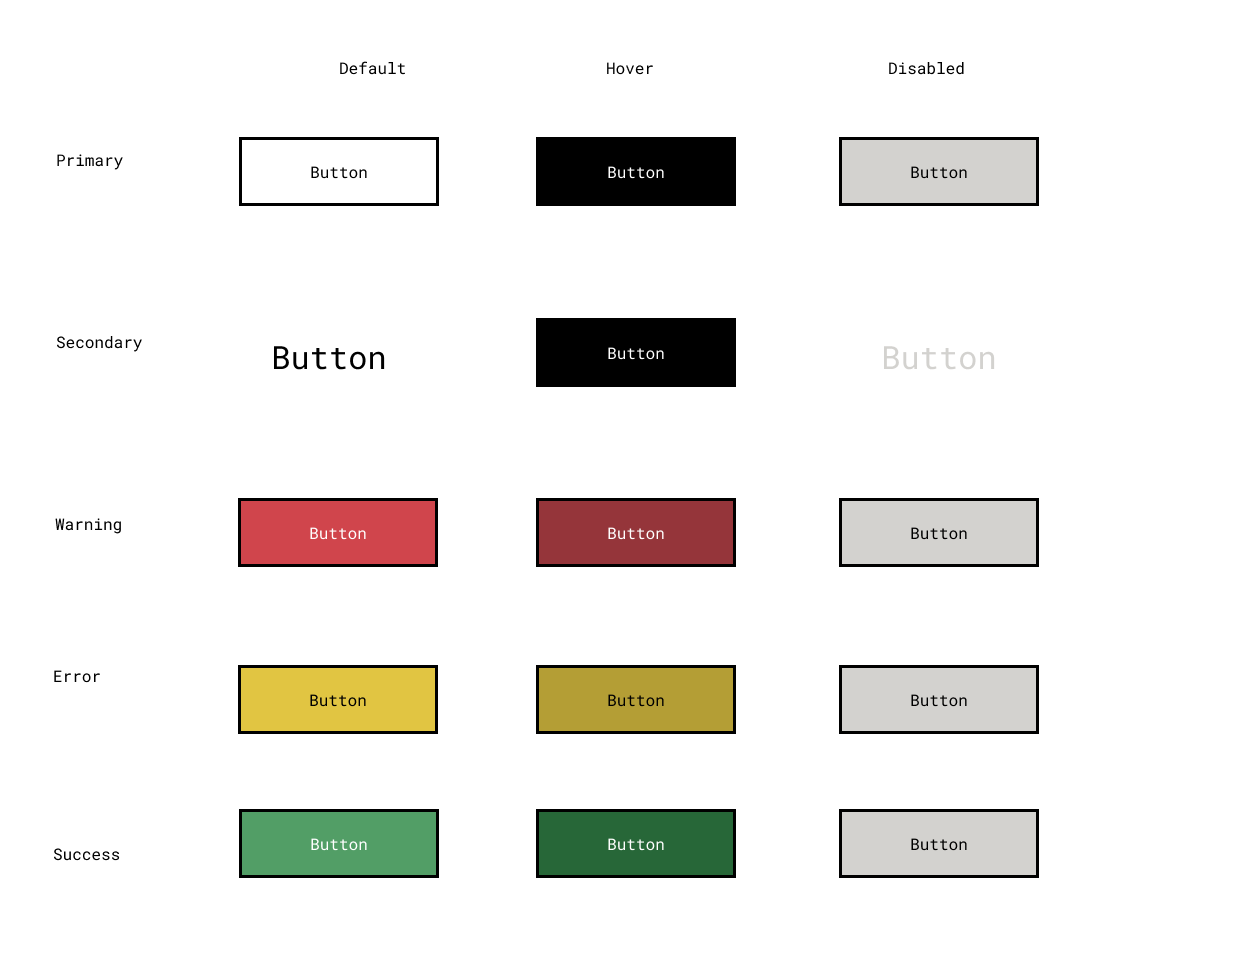 Default Hover Disabled
Primary Button Button Button
Secondary Button Button Button
Warning Button Button Button
Error Button Button Button
Success Button Button Button